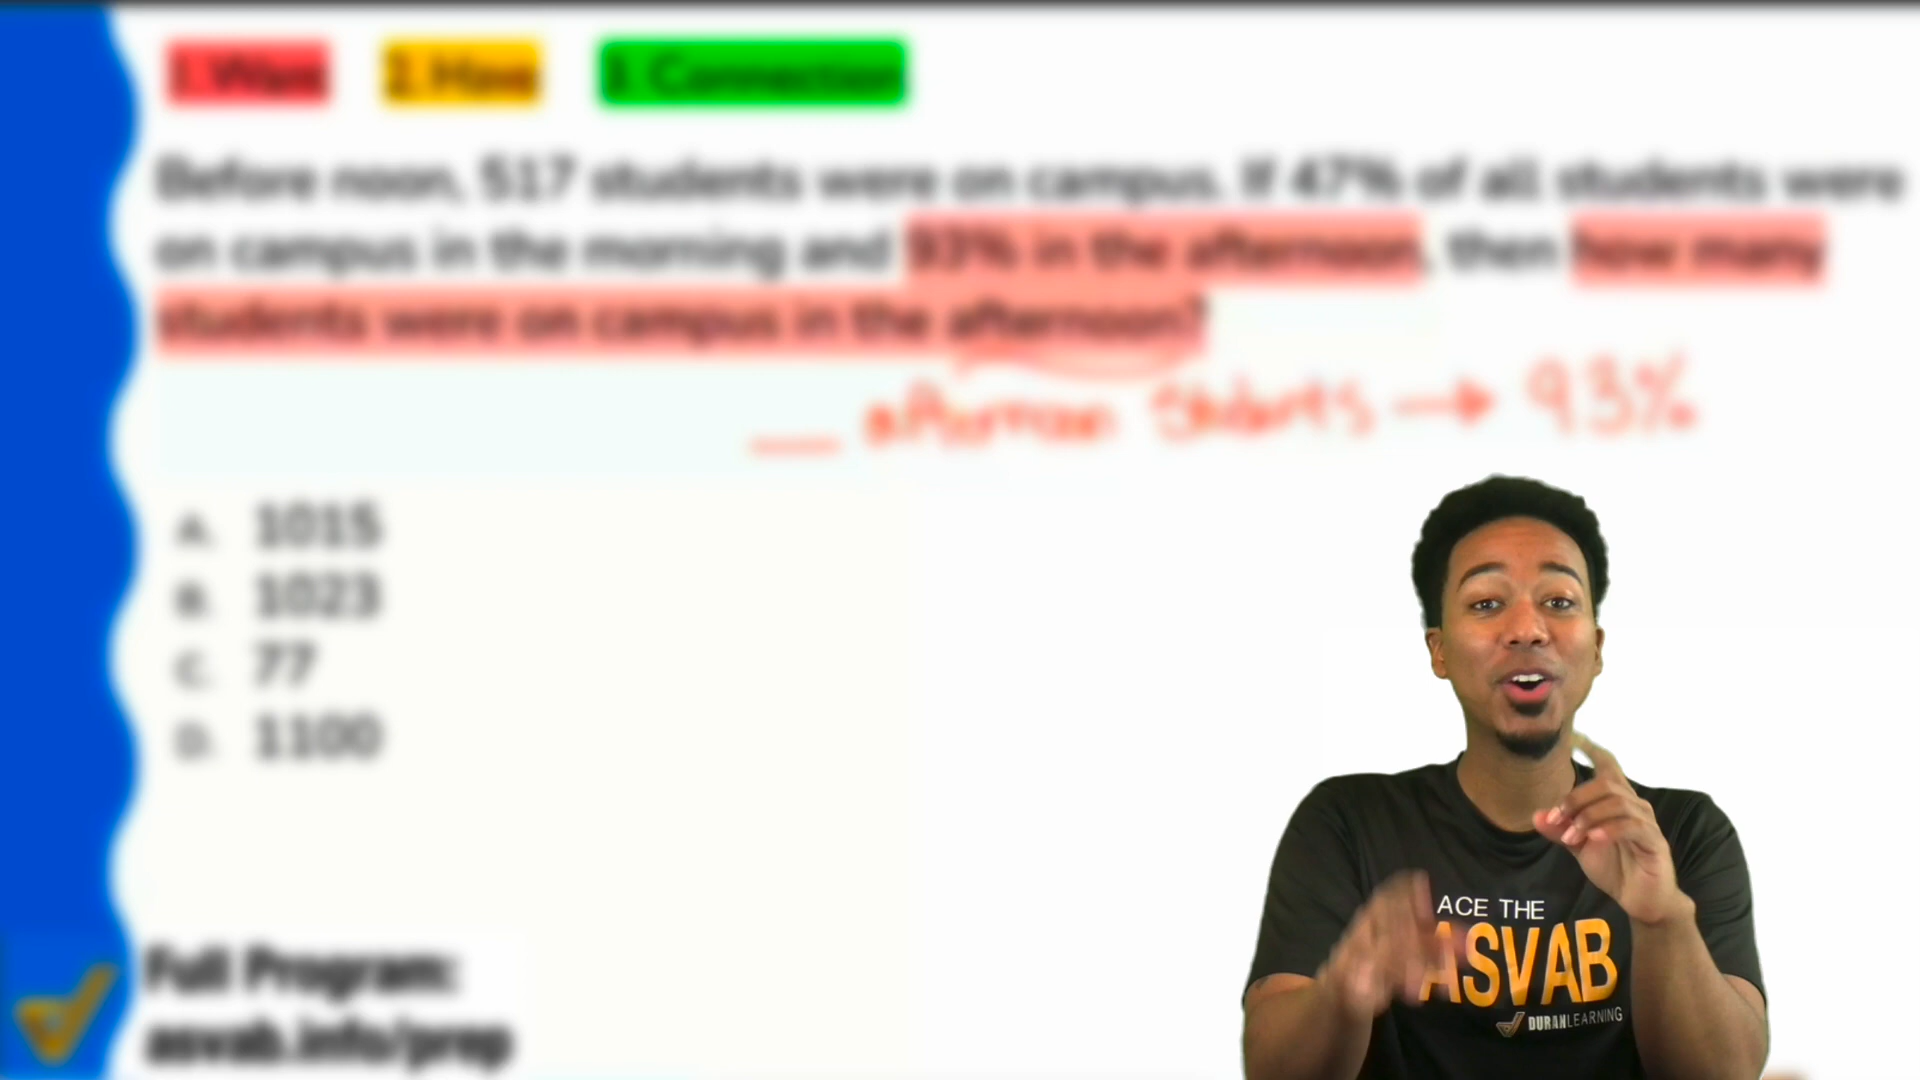 1. Want 2. Have 3. Connection
Before noon, 517 students were on campus. If 47% of all students were
on campus in the morning and 93% in the afternoon, then how many
students were on campus in the afternoon?
__ afternoon Students → 93%
A. 1015
B. 1023
C. 77
D. 1100
ACE THE
ASVAB
DURANLEARNING
Full Program:
asvab.info/prep